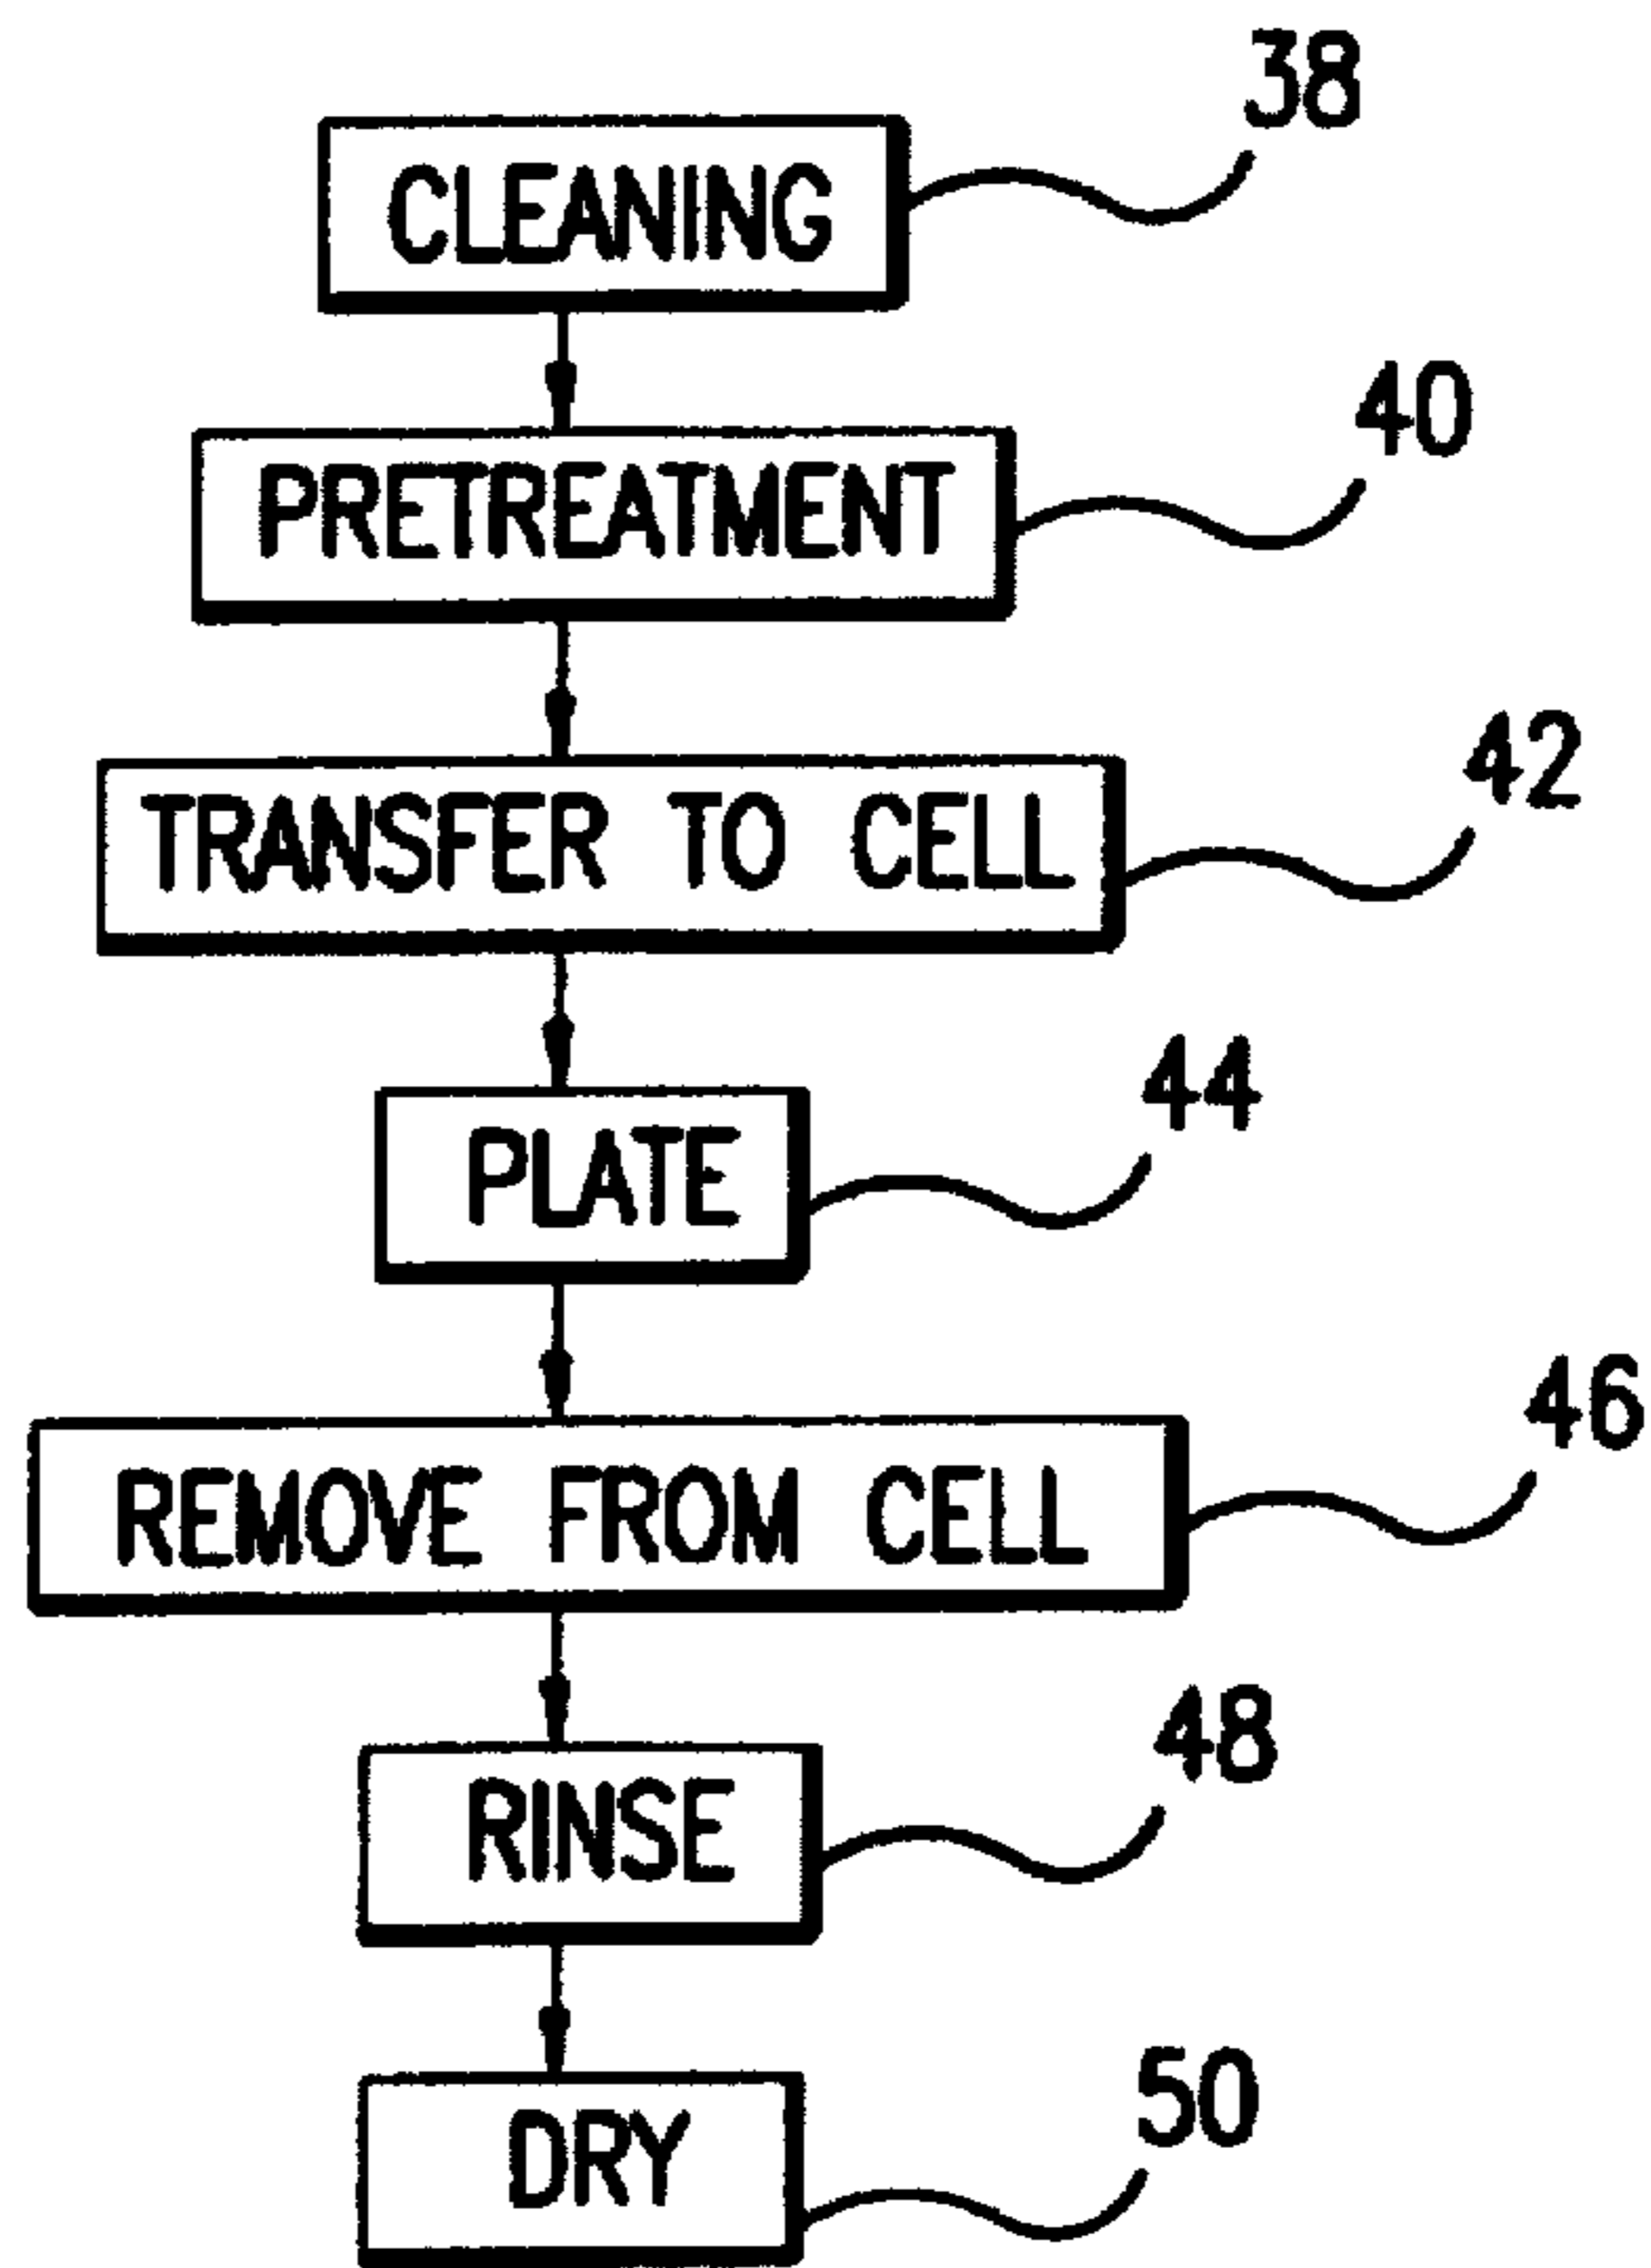 38
CLEANING
40
PRETREATMENT
42
TRANSFER TO CELL
44
PLATE
46
REMOVE FROM CELL
48
RINSE
50
DRY